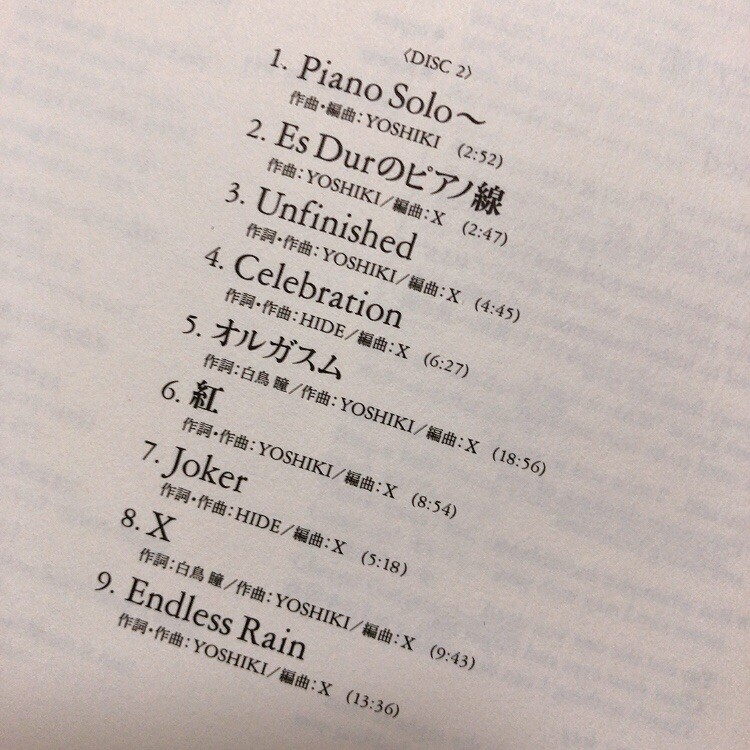 〈DISC 2〉
1. Piano Solo〜
作曲・編曲：YOSHIKI (2:52)
2. Es Durのピアノ線
作曲：YOSHIKI／編曲：X (2:47)
3. Unfinished
作詞・作曲：YOSHIKI／編曲：X (4:45)
4. Celebration
作詞・作曲：HIDE／編曲：X (6:27)
5. オルガスム
作詞：白鳥 瞳／作曲：YOSHIKI／編曲：X (18:56)
6. 紅
作詞・作曲：YOSHIKI／編曲：X (8:54)
7. Joker
作詞・作曲：HIDE／編曲：X (5:18)
8. X
作詞：白鳥 瞳／作曲：YOSHIKI／編曲：X (9:43)
9. Endless Rain
作詞・作曲：YOSHIKI／編曲：X (13:36)